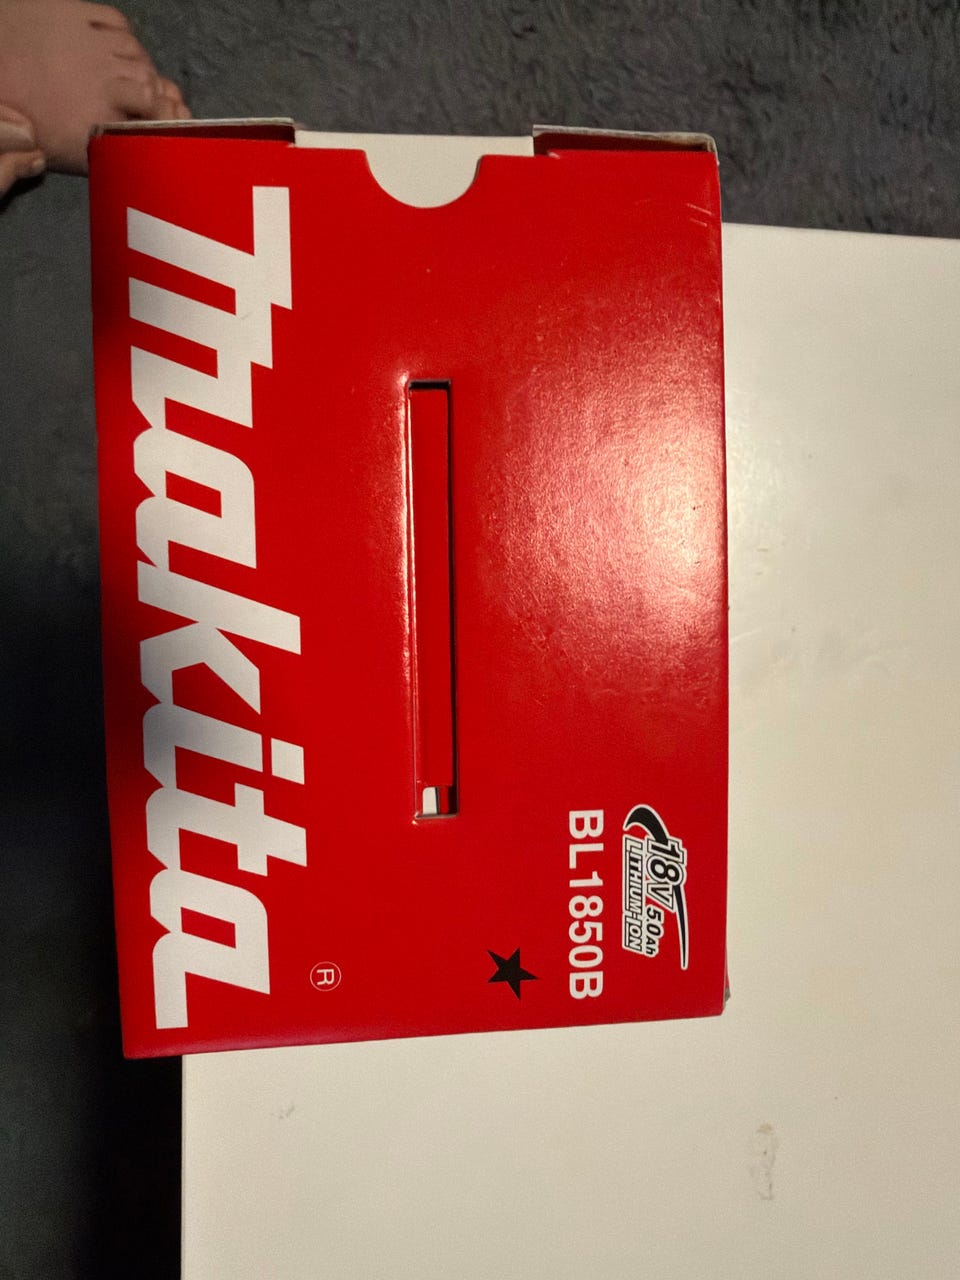 18V 5.0Ah
LITHIUM-ION
BL1850B
★
makita®